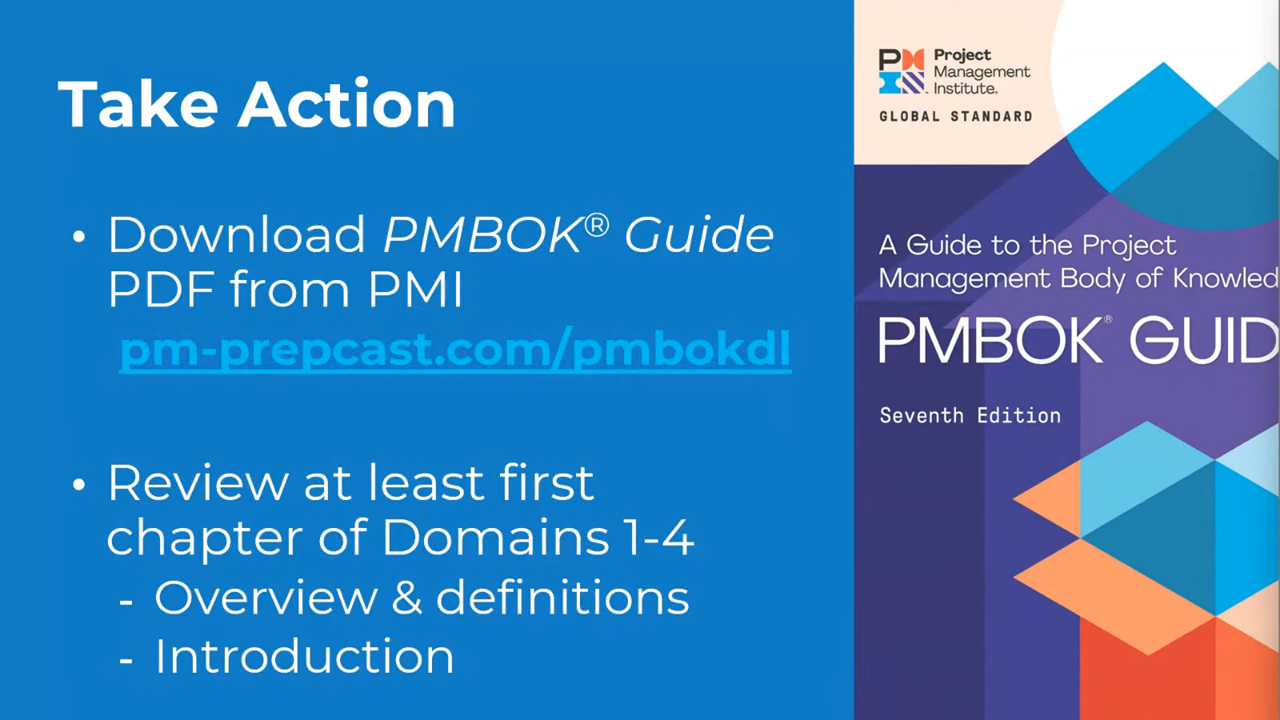 Take Action
• Download PMBOK® Guide
PDF from PMI
pm-prepcast.com/pmbokdl
• Review at least first
chapter of Domains 1-4
- Overview & definitions
- Introduction
PM
Project
Management
Institute.
GLOBAL STANDARD
A Guide to the Project
Management Body of Knowled
PMBOK® GUID
Seventh Edition